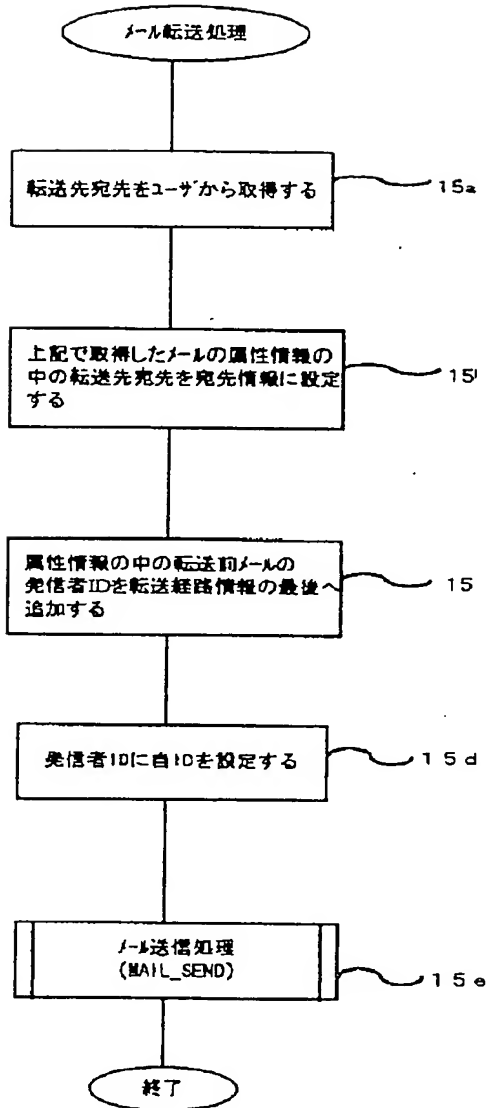 メール転送処理
転送先宛先をユーザから取得する
15a
上記で取得したメールの属性情報の
中の転送先宛先を宛先情報に設定
する
15
属性情報の中の転送前メールの
発信者IDを転送経路情報の最後へ
追加する
15
発信者IDに自IDを設定する
15d
メール送信処理
(MAIL_SEND)
15e
終了